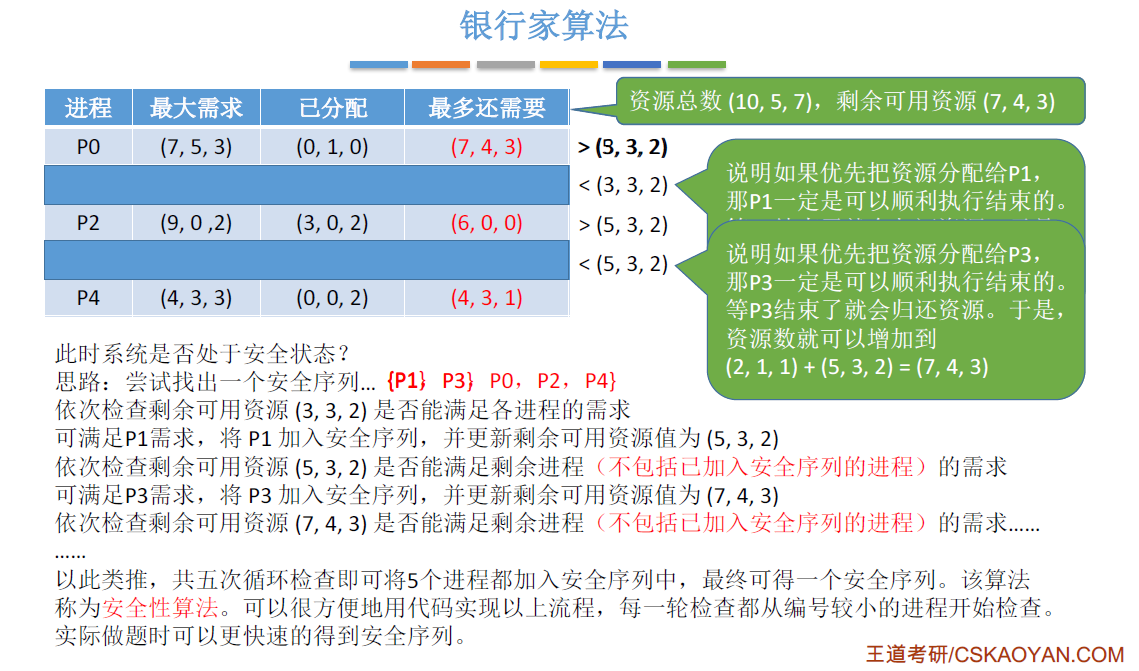 银行家算法
进程 最大需求 已分配 最多还需要
资源总数 (10, 5, 7)，剩余可用资源 (7, 4, 3)
P0 (7, 5, 3) (0, 1, 0) (7, 4, 3)
< (3, 3, 2)
说明如果优先把资源分配给P1，
那P1一定是可以顺利执行结束的。
P2 (9, 0 ,2) (3, 0, 2) (6, 0, 0) > (5, 3, 2)
< (5, 3, 2)
说明如果优先把资源分配给P3，
那P3一定是可以顺利执行结束的。
等P3结束了就会归还资源。于是，
资源数就可以增加到
(2, 1, 1) + (5, 3, 2) = (7, 4, 3)
P4 (4, 3, 3) (0, 0, 2) (4, 3, 1)
此时系统是否处于安全状态？
思路：尝试找出一个安全序列... {P1, P3, P0，P2，P4}
依次检查剩余可用资源 (3, 3, 2) 是否能满足各进程的需求
可满足P1需求，将 P1 加入安全序列，并更新剩余可用资源值为 (5, 3, 2)
依次检查剩余可用资源 (5, 3, 2) 是否能满足剩余进程（不包括已加入安全序列的进程）的需求
可满足P3需求，将 P3 加入安全序列，并更新剩余可用资源值为 (7, 4, 3)
依次检查剩余可用资源 (7, 4, 3) 是否能满足剩余进程（不包括已加入安全序列的进程）的需求......
......
以此类推，共五次循环检查即可将5个进程都加入安全序列中，最终可得一个安全序列。该算法
称为安全性算法。可以很方便地用代码实现以上流程，每一轮检查都从编号较小的进程开始检查。
实际做题时可以更快速的得到安全序列。
王道考研/CSKAOYAN.COM